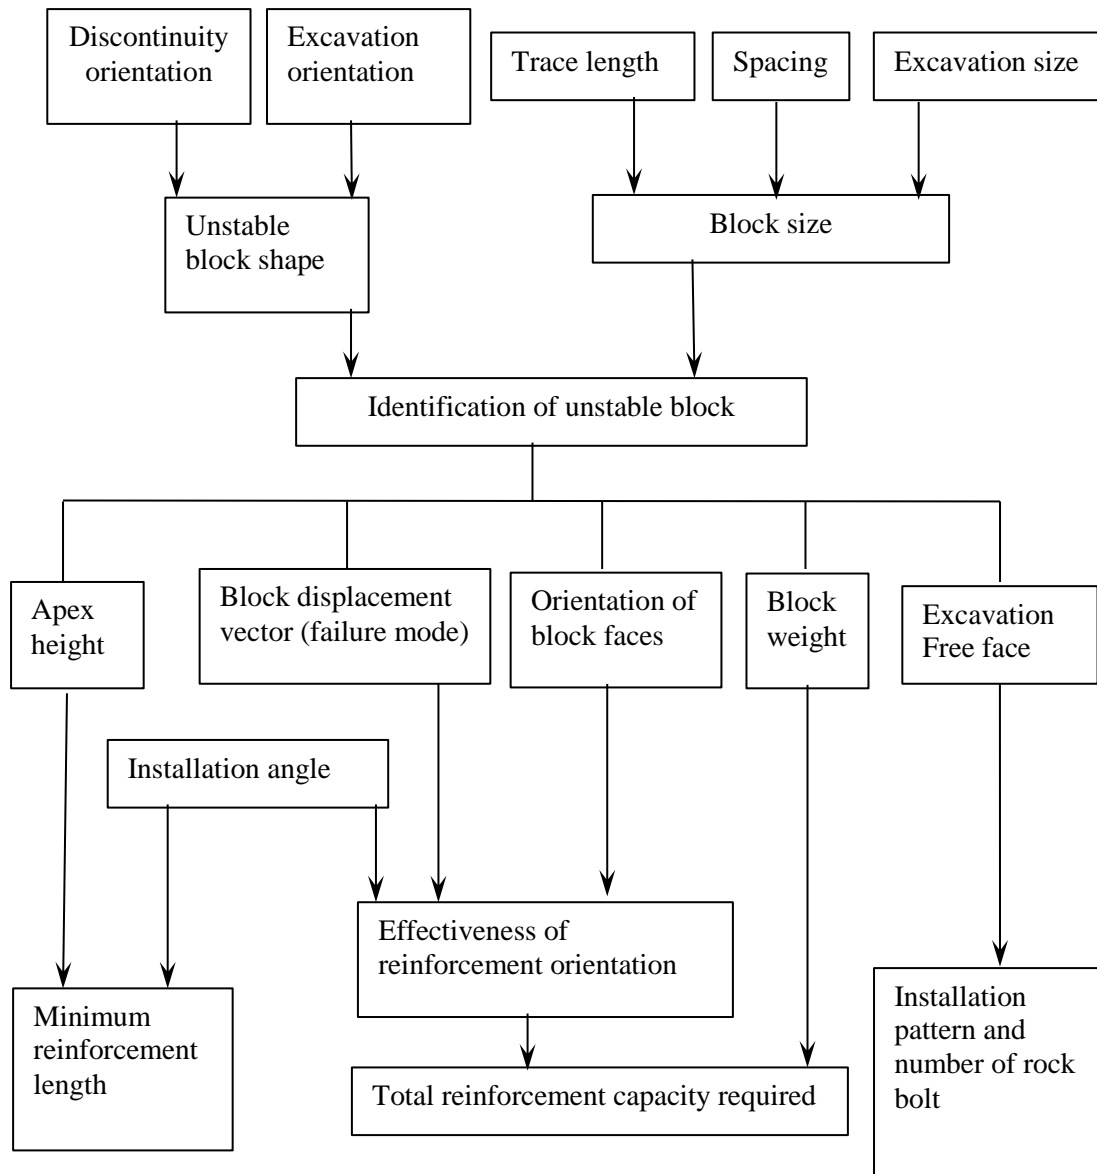 Discontinuity
orientation
Excavation
orientation
Trace length
Spacing
Excavation size
Unstable
block shape
Block size
Identification of unstable block
Apex
height
Block displacement
vector (failure mode)
Orientation of
block faces
Block
weight
Excavation
Free face
Installation angle
Effectiveness of
reinforcement orientation
Minimum
reinforcement
length
Total reinforcement capacity required
Installation
pattern and
number of rock
bolt